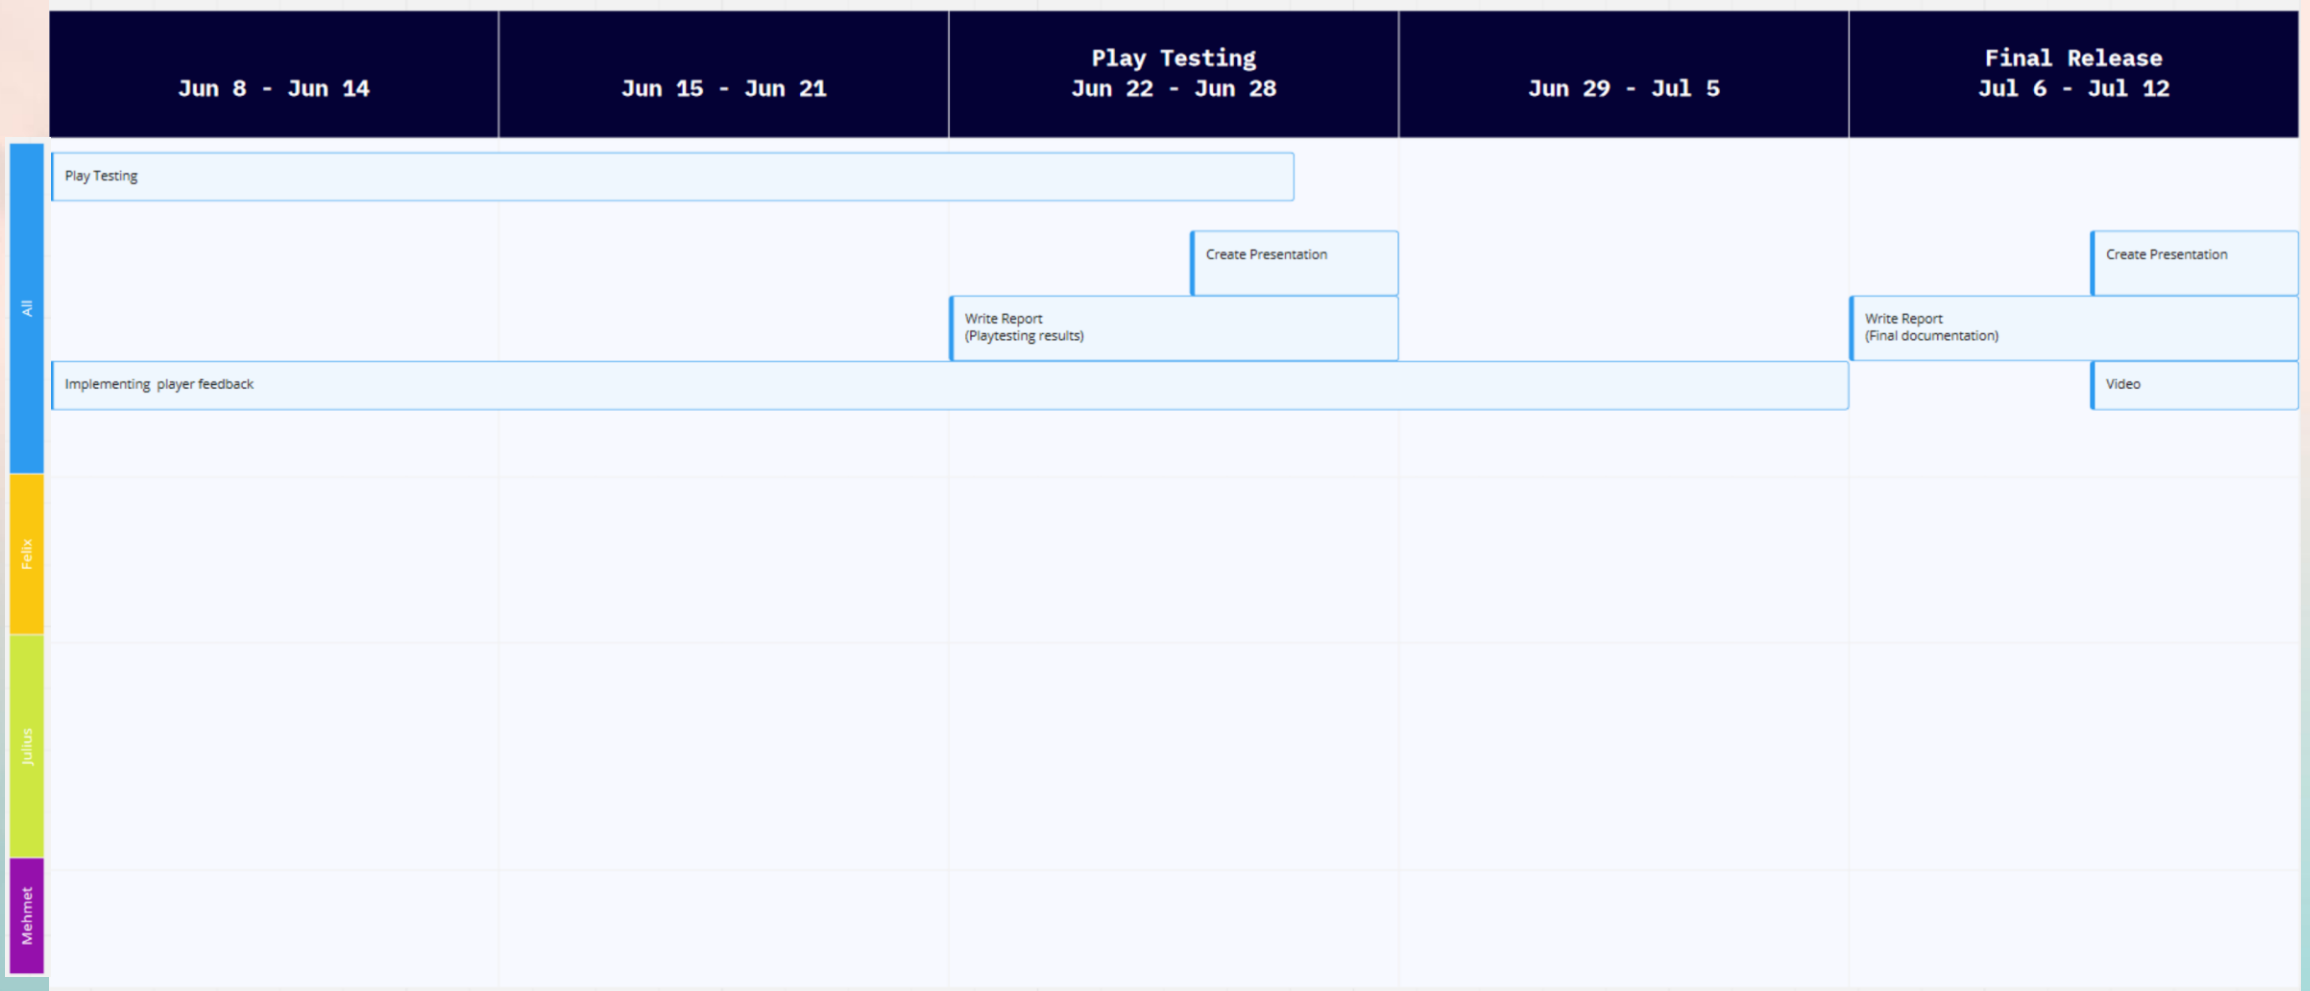 Jun 8 - Jun 14
Jun 15 - Jun 21
Play Testing
Jun 22 - Jun 28
Jun 29 - Jul 5
Final Release
Jul 6 - Jul 12
All
Play Testing
Create Presentation
Create Presentation
Write Report
(Playtesting results)
Write Report
(Final documentation)
Implementing player feedback
Video
Felix
Julius
Mehmet